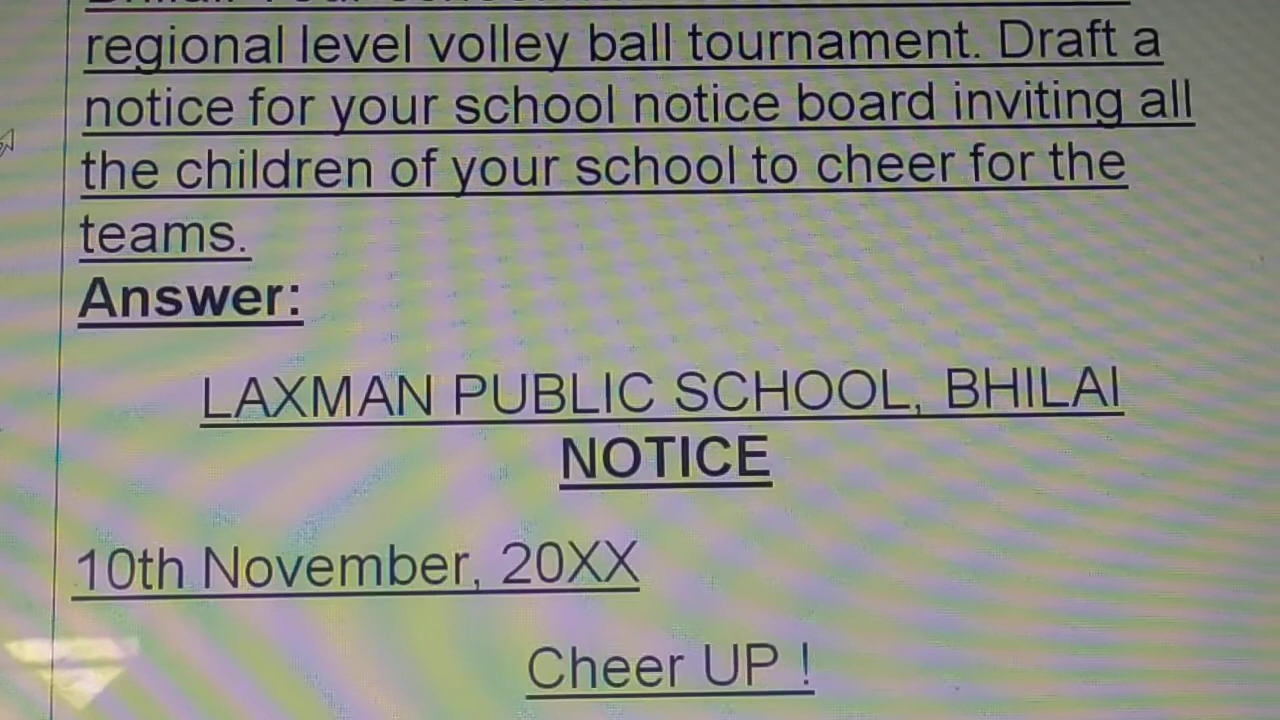 regional level volley ball tournament. Draft a
notice for your school notice board inviting all
the children of your school to cheer for the
teams.
Answer:
LAXMAN PUBLIC SCHOOL, BHILAI
NOTICE
10th November, 20XX
Cheer UP !